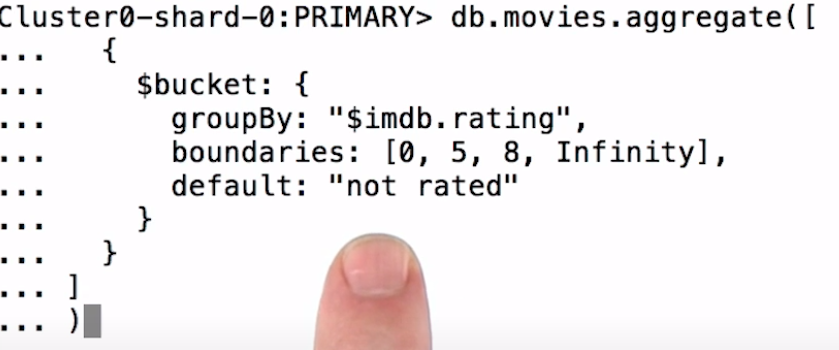 Cluster0-shard-0:PRIMARY> db.movies.aggregate([
... {
... $bucket: {
... groupBy: "$imdb.rating",
... boundaries: [0, 5, 8, Infinity],
... default: "not rated"
... }
... }
... ]
... )